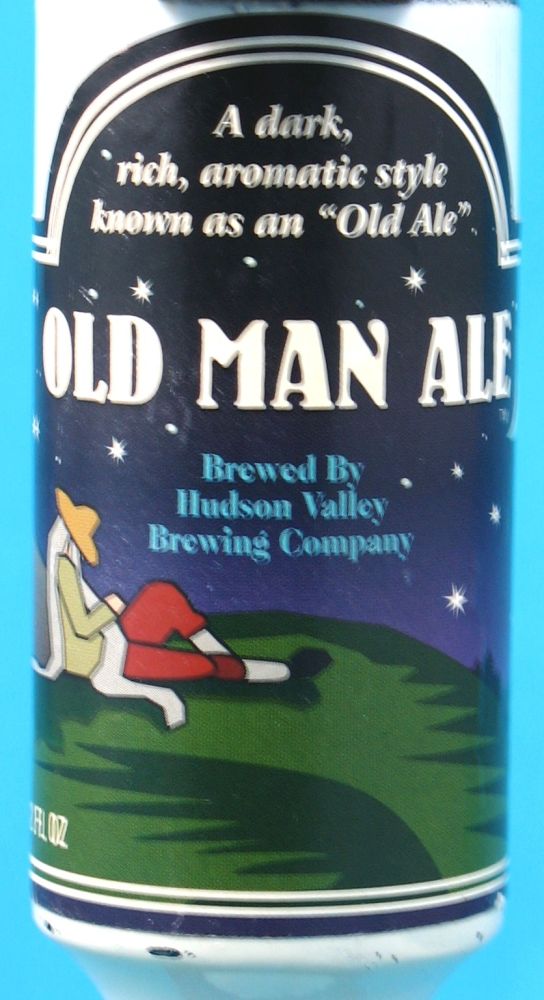 A dark,
rich, aromatic style
known as an “Old Ale”.
OLD MAN ALE
Brewed By
Hudson Valley
Brewing Company
FL OZ